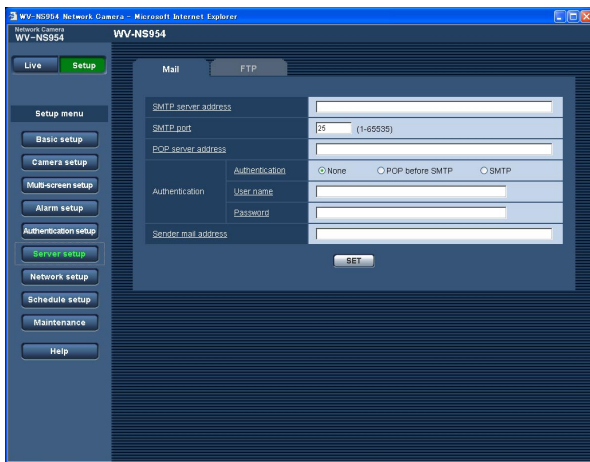 WV-NS954 Network Camera - Microsoft Internet Explorer
Network Camera
WV-NS954
WV-NS954
Live
Setup
Setup menu
Basic setup
Camera setup
Multi-screen setup
Alarm setup
Authentication setup
Server setup
Network setup
Schedule setup
Maintenance
Help
Mail
FTP
SMTP server address
SMTP port
25 (1-65535)
POP server address
Authentication
Authentication
None POP before SMTP SMTP
User name
Password
Sender mail address
SET